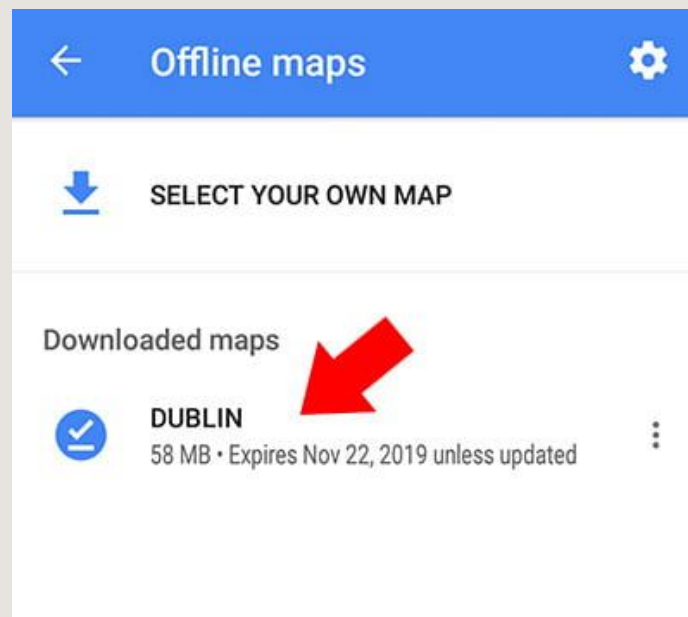 Offline maps
SELECT YOUR OWN MAP
Downloaded maps
DUBLIN
58 MB • Expires Nov 22, 2019 unless updated